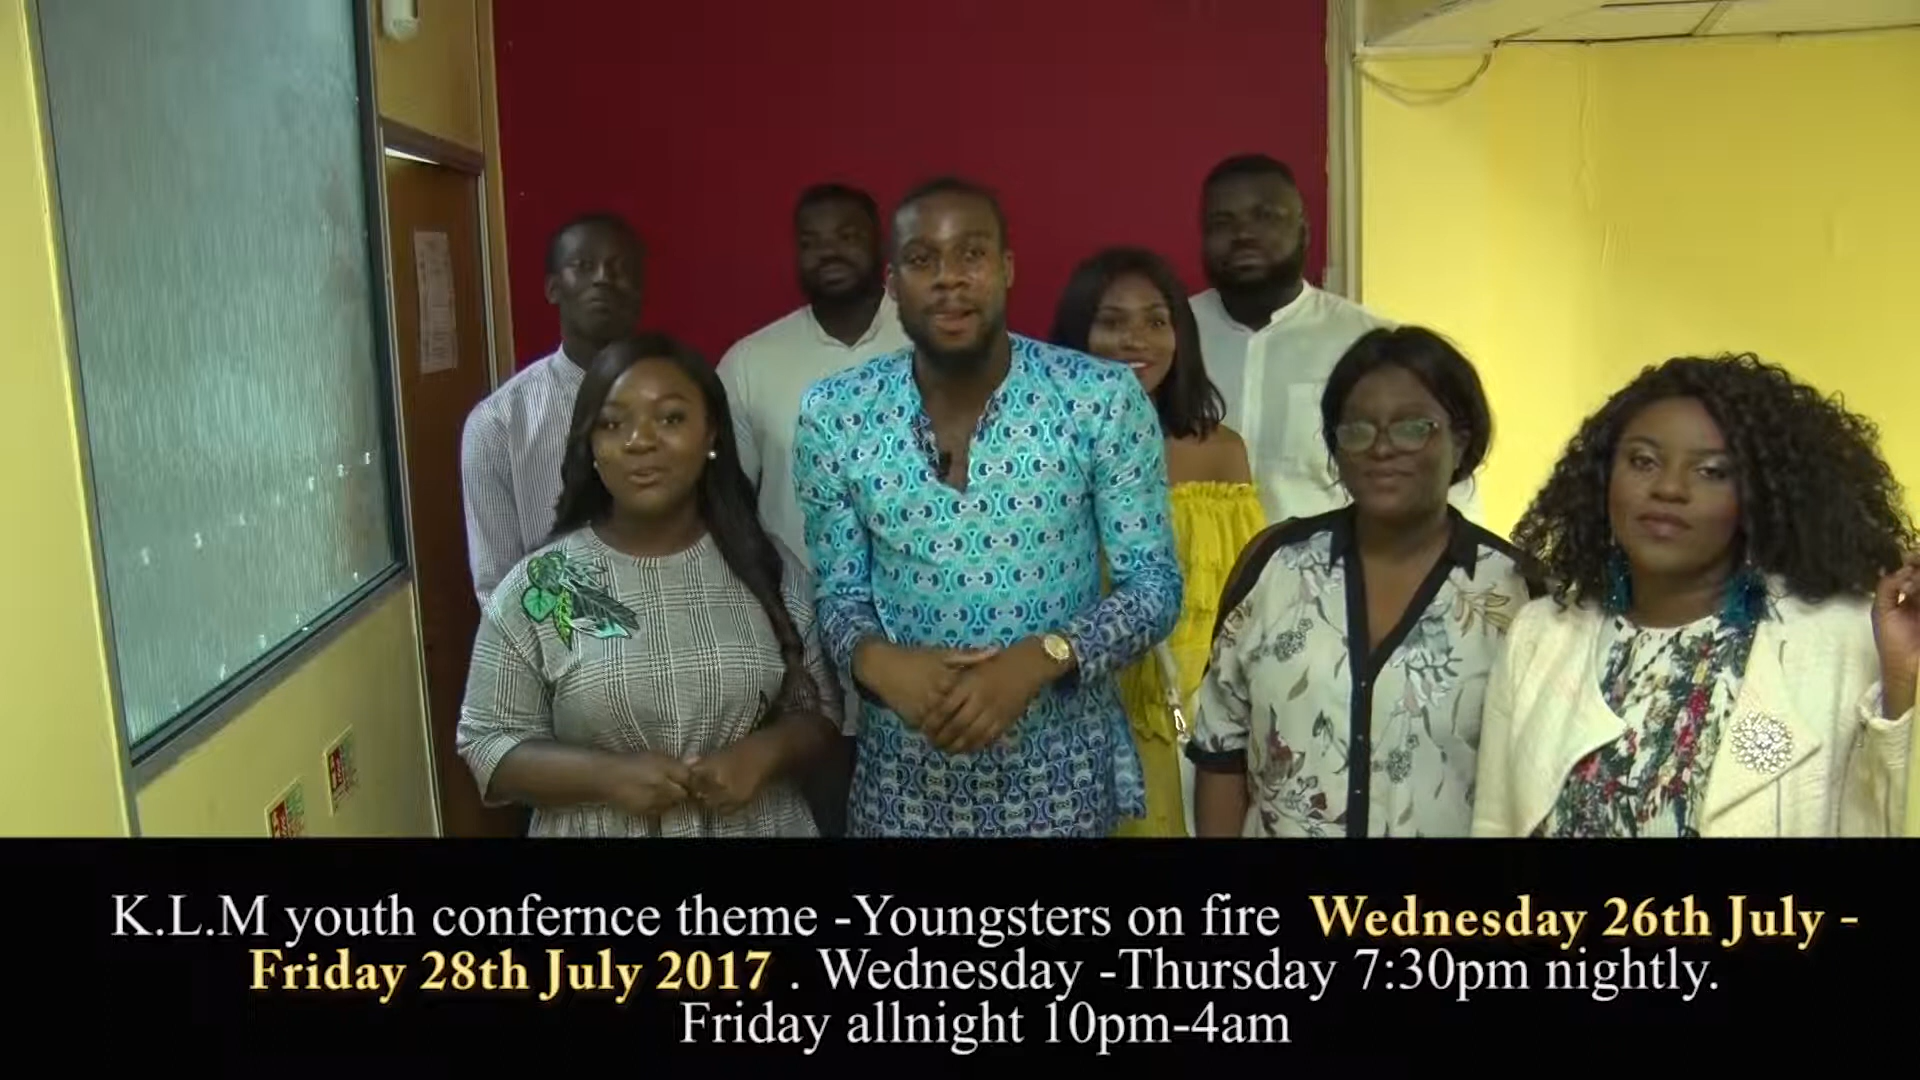 K.L.M youth confernce theme -Youngsters on fire Wednesday 26th July -
Friday 28th July 2017 . Wednesday -Thursday 7:30pm nightly.
Friday allnight 10pm-4am